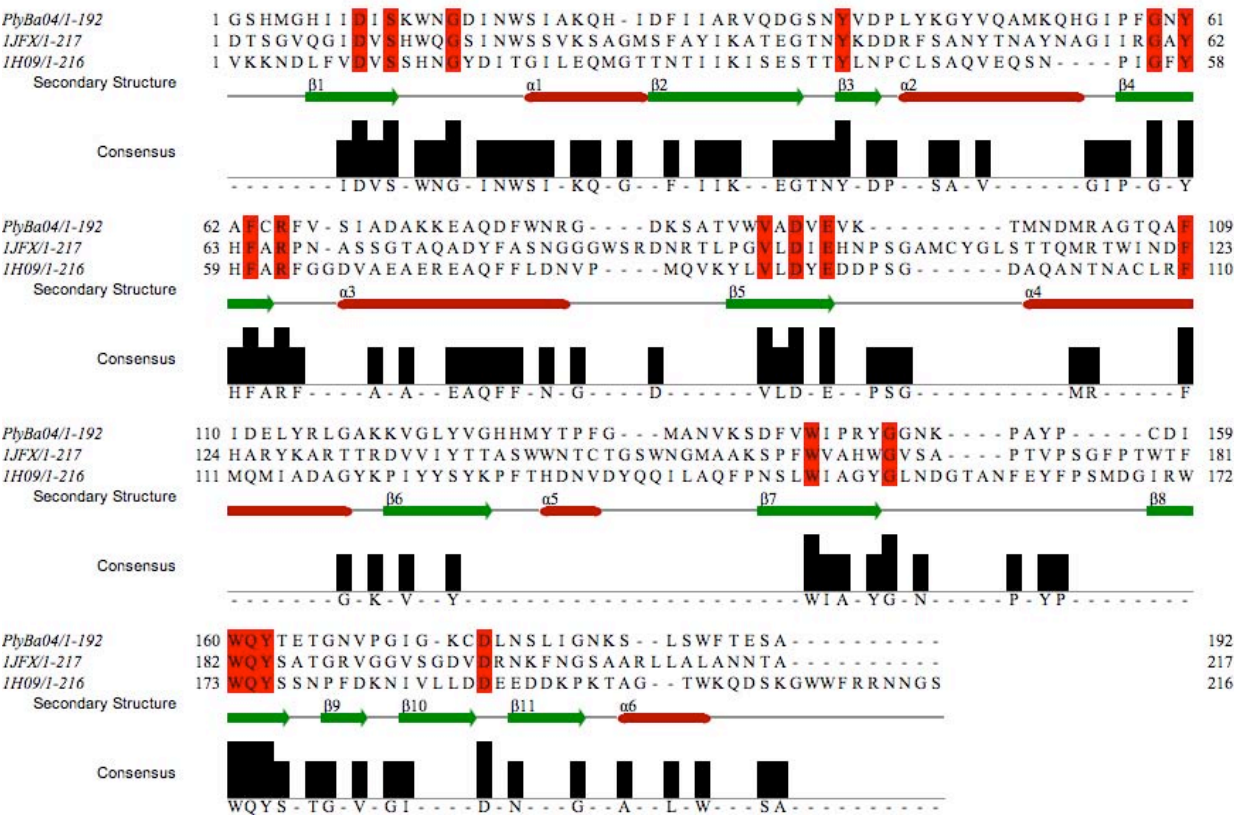 PlyBa04/1-192 1 GSHMGHIIDISKWNGDINWSIAKQH-IDFIIARVQDGSNYVDPLYKGYVQAMKQHGIPFGNY 61
1JFX/1-217 1 DTSGVQGIDVSHWQGSINWSSVKSAGMSFAYIKATEGTNYKDDRFSANYTNAYNAGIIRGAY 62
1H09/1-216 1 VKKNDLFVDVSSHNGYDITGILEQMGTTNTIIKISESTTYLNPCLSAQVEQSN----PIGFY 58
Secondary Structure β1 α1 β2 β3 α2 β4
Consensus
-------IDVS-WNG-INWSI-KQ-G--F-IIK--EGTNY-DP--SA-V------GIP-G-Y
PlyBa04/1-192 62 AFCRFV-SIADAKKEAQDFWNRG---DKSATVWVADVEVK-------TMNDMRAGTQAF 109
1JFX/1-217 63 HFARPN-ASSGTAQADYFASNGGGWSRDNRTLPGVLDIEHNPSGAMCYGLSTTQMRTWINDF 123
1H09/1-216 59 HFARFGGDVAEAEREAQFFLDNVP----MQVKYLVLDYEDDPSG------DAQANTNACLRF 110
Secondary Structure α3 β5 α4
Consensus
HFARF----A-A--EAQFF-N-G----D------VLD-E--PSG----------MR-----F
PlyBa04/1-192 110 IDELYRLGAKKVGLYVGHHMYTPFG---MANVKSDFVWIPRYGGNK----PAYP-----CDI 159
1JFX/1-217 124 HARYKARTTRDVVIYTTASWWNTCTGSWNGMAAKSPFWVAHWGVSA----PTVPSGFPTWTF 181
1H09/1-216 111 MQMIADAGYKPIYYSYKPFTHDNVDYQQILAQFPNSLWIAGYGLNDGTANFEYFPSMDGIRW 172
Secondary Structure β6 α5 β7 β8
Consensus
-------G-K-V--Y----------------------WIA-YG-N-----P-YP--------
PlyBa04/1-192 160 WQYTETGNVPGIG-KCDLNSLIGNKS--LSWFTESA---------- 192
1JFX/1-217 182 WQYSATGRVGGVSGDVDRNKFNGSAARLLALANNTA---------- 217
1H09/1-216 173 WQYSSNPFDKNIVLLDDEEDDKPKTAG--TWKQDSKGWWFRRNNGS 216
Secondary Structure β9 β10 β11 α6
Consensus
WQYS-TG-V-GI----D-N---G--A--L-W---SA----------